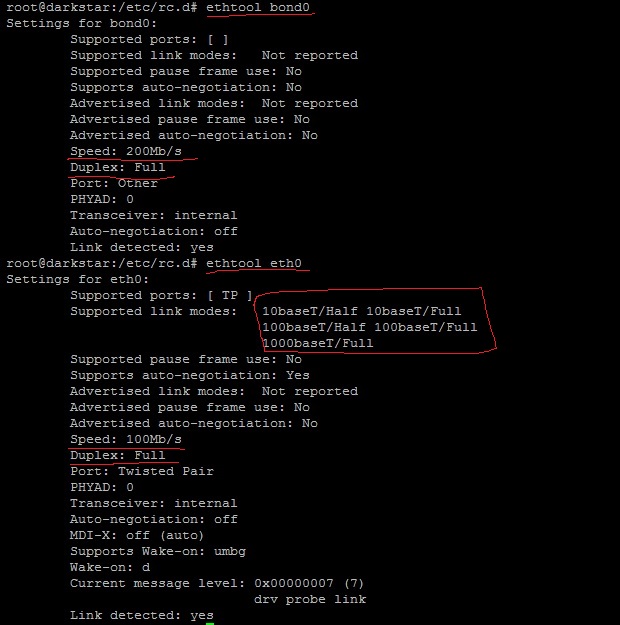 root@darkstar:/etc/rc.d# ethtool bond0
Settings for bond0:
Supported ports: [ ]
Supported link modes:   Not reported
Supported pause frame use: No
Supports auto-negotiation: No
Advertised link modes:  Not reported
Advertised pause frame use: No
Advertised auto-negotiation: No
Speed: 200Mb/s
Duplex: Full
Port: Other
PHYAD: 0
Transceiver: internal
Auto-negotiation: off
Link detected: yes
root@darkstar:/etc/rc.d# ethtool eth0
Settings for eth0:
Supported ports: [ TP ]
Supported link modes:   10baseT/Half 10baseT/Full
100baseT/Half 100baseT/Full
1000baseT/Full
Supported pause frame use: No
Supports auto-negotiation: Yes
Advertised link modes:  Not reported
Advertised pause frame use: No
Advertised auto-negotiation: No
Speed: 100Mb/s
Duplex: Full
Port: Twisted Pair
PHYAD: 0
Transceiver: internal
Auto-negotiation: off
MDI-X: off (auto)
Supports Wake-on: umbg
Wake-on: d
Current message level: 0x00000007 (7)
drv probe link
Link detected: yes